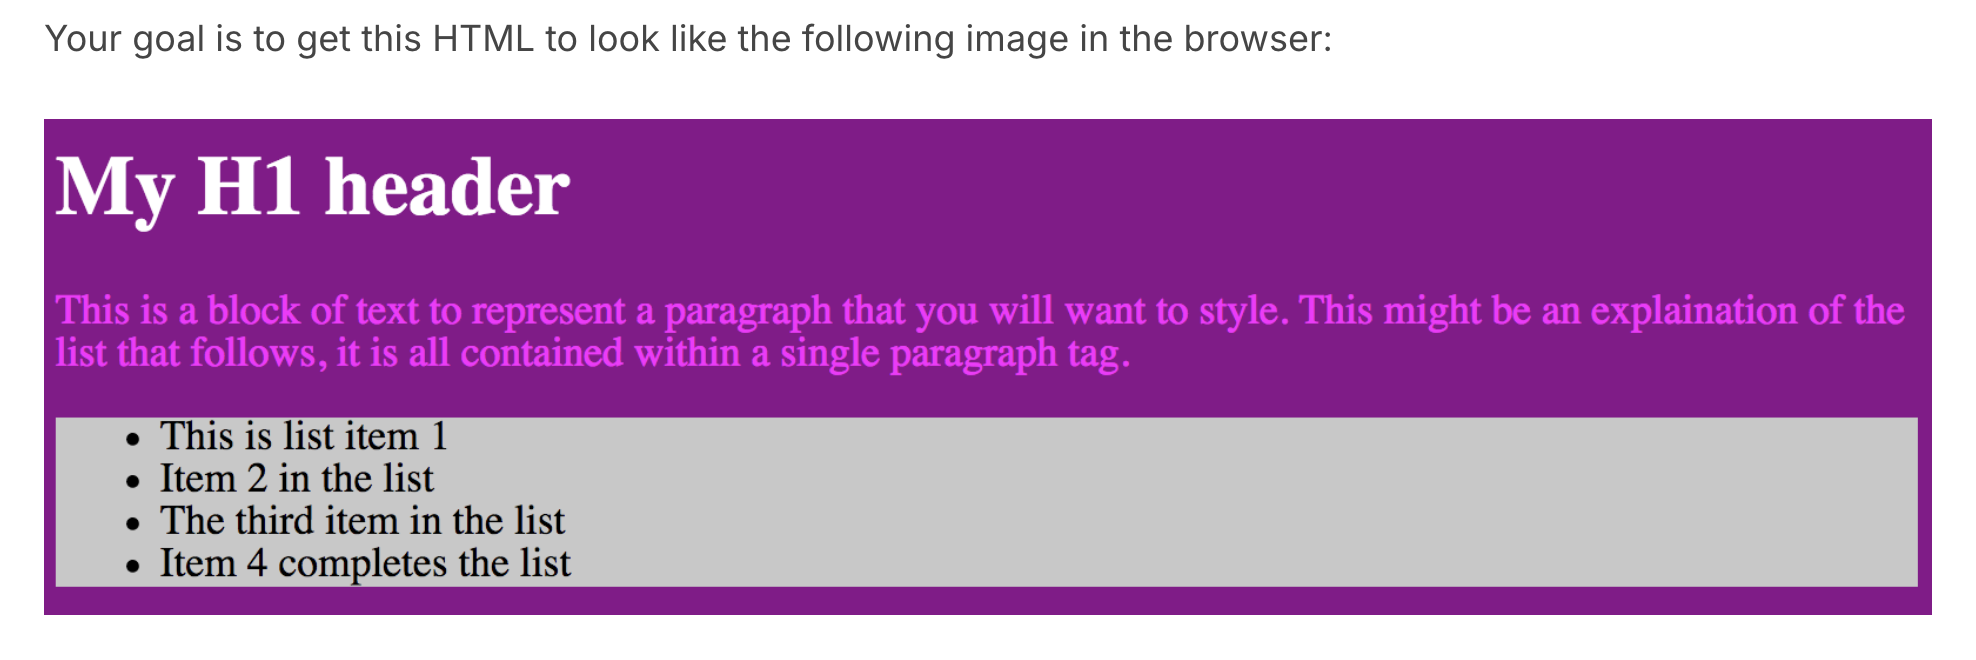 Your goal is to get this HTML to look like the following image in the browser:
My H1 header
This is a block of text to represent a paragraph that you will want to style. This might be an explaination of the
list that follows, it is all contained within a single paragraph tag.
• This is list item 1
• Item 2 in the list
• The third item in the list
• Item 4 completes the list